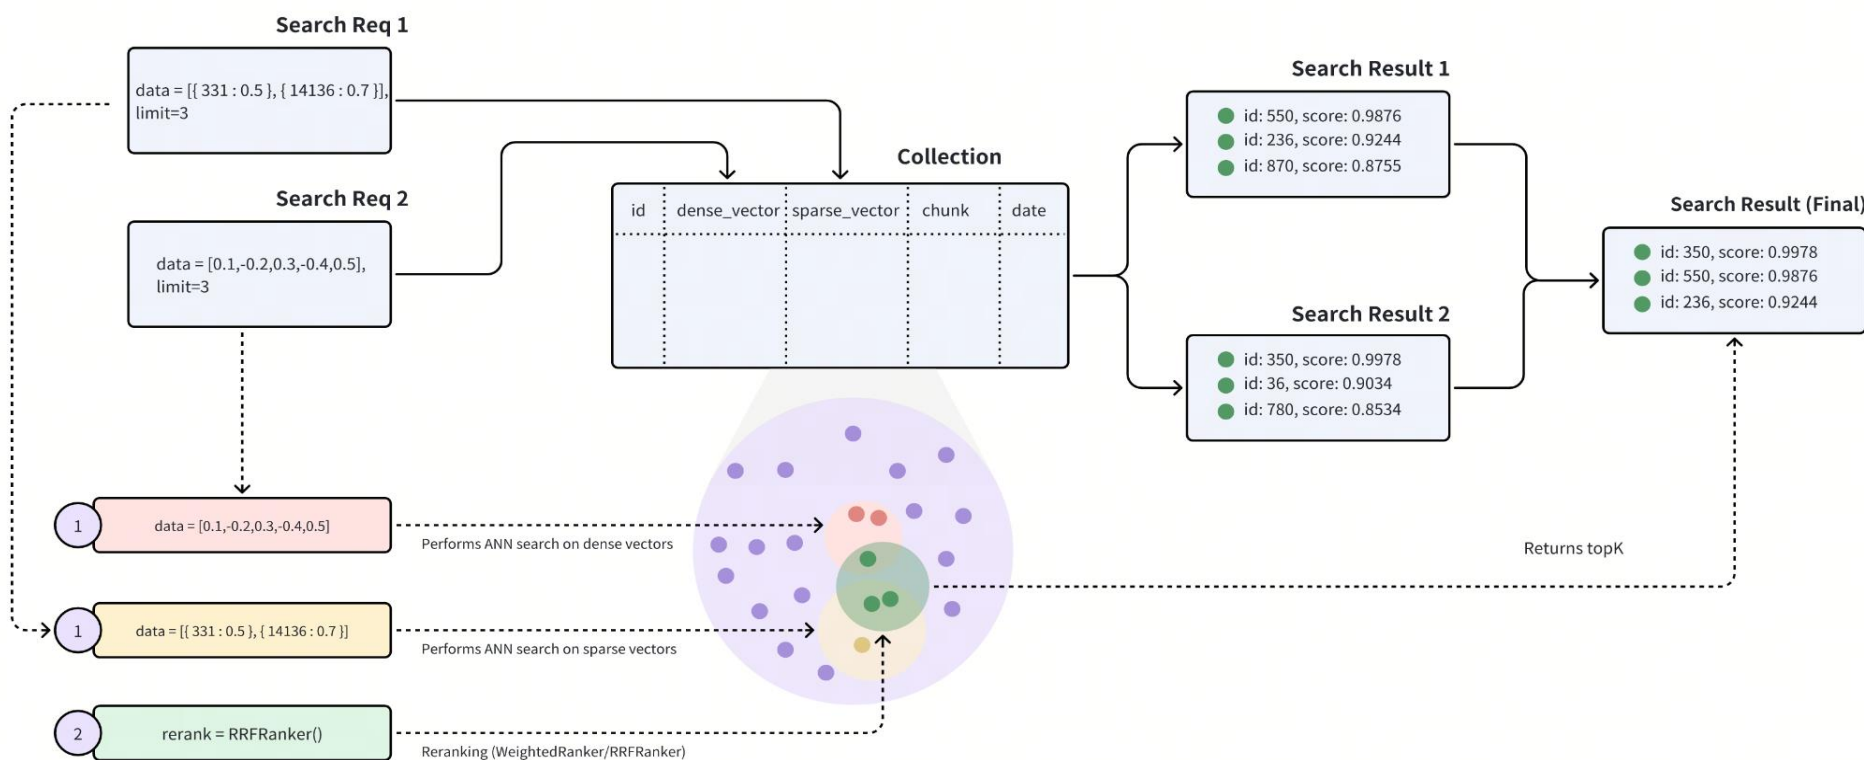 Search Req 1
data = [{ 331 : 0.5 }, { 14136 : 0.7 }],
limit=3
Search Req 2
data = [0.1,-0.2,0.3,-0.4,0.5],
limit=3
Collection
id dense_vector sparse_vector chunk date
Search Result 1
id: 550, score: 0.9876
id: 236, score: 0.9244
id: 870, score: 0.8755
Search Result 2
id: 350, score: 0.9978
id: 36, score: 0.9034
id: 780, score: 0.8534
Search Result (Final)
id: 350, score: 0.9978
id: 550, score: 0.9876
id: 236, score: 0.9244
1
data = [0.1,-0.2,0.3,-0.4,0.5]
Performs ANN search on dense vectors
1
data = [{ 331 : 0.5 }, { 14136 : 0.7 }]
Performs ANN search on sparse vectors
2
rerank = RRFRanker()
Reranking (WeightedRanker/RRFRanker)
Returns topK